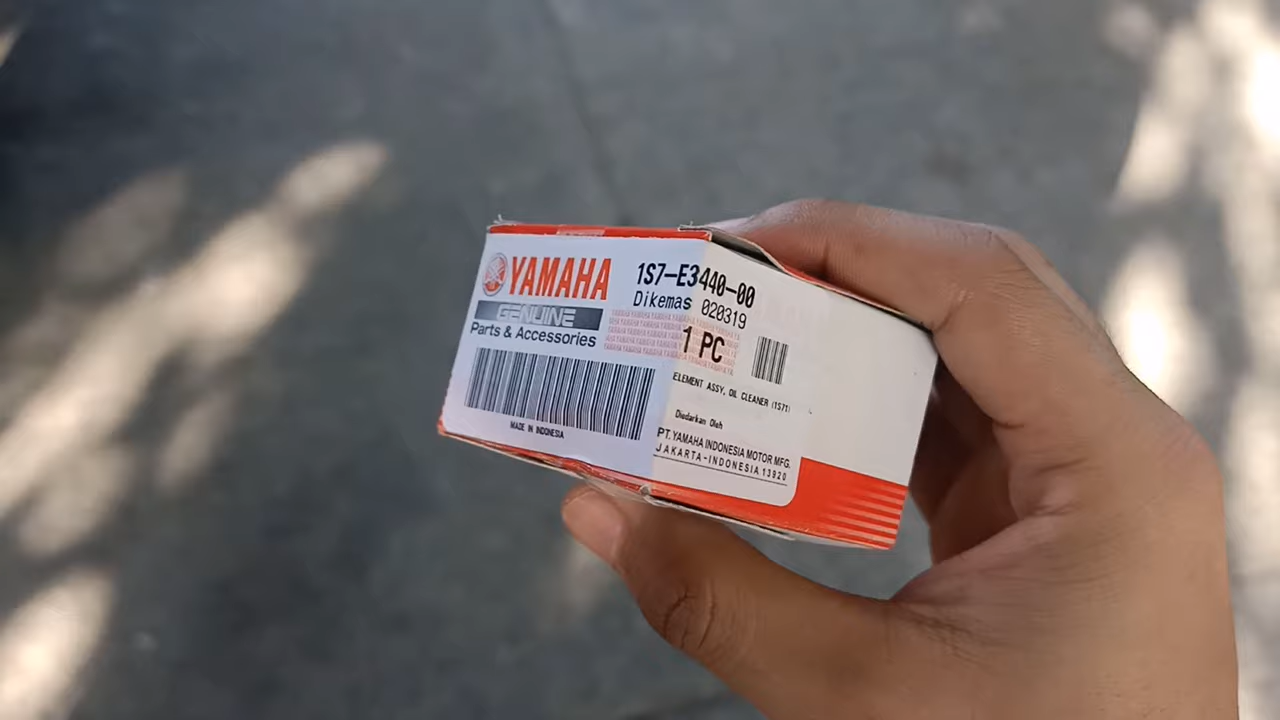 YAMAHA
GENUINE
Parts & Accessories
MADE IN INDONESIA
1S7-E3440-00
Dikemas 020319
1 PC
ELEMENT ASSY, OIL CLEANER (1S71)
Diedarkan Oleh
PT. YAMAHA INDONESIA MOTOR MFG.
JAKARTA-INDONESIA 13920